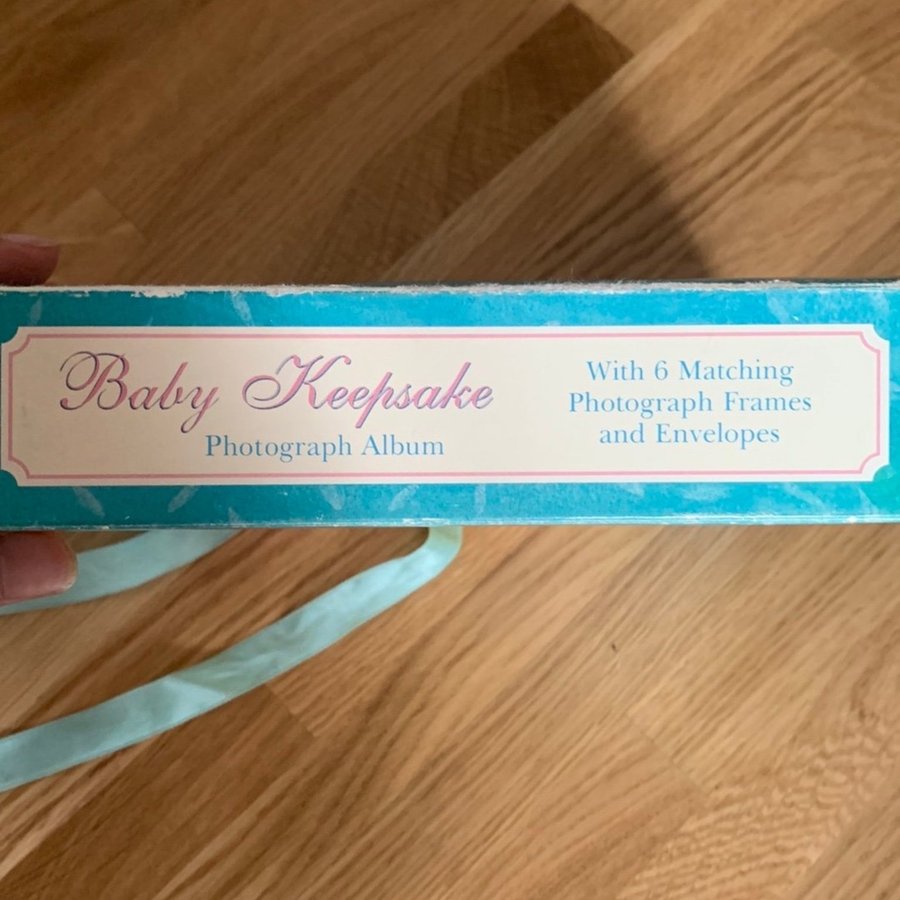 Baby Keepsake
Photograph Album
With 6 Matching
Photograph Frames
and Envelopes